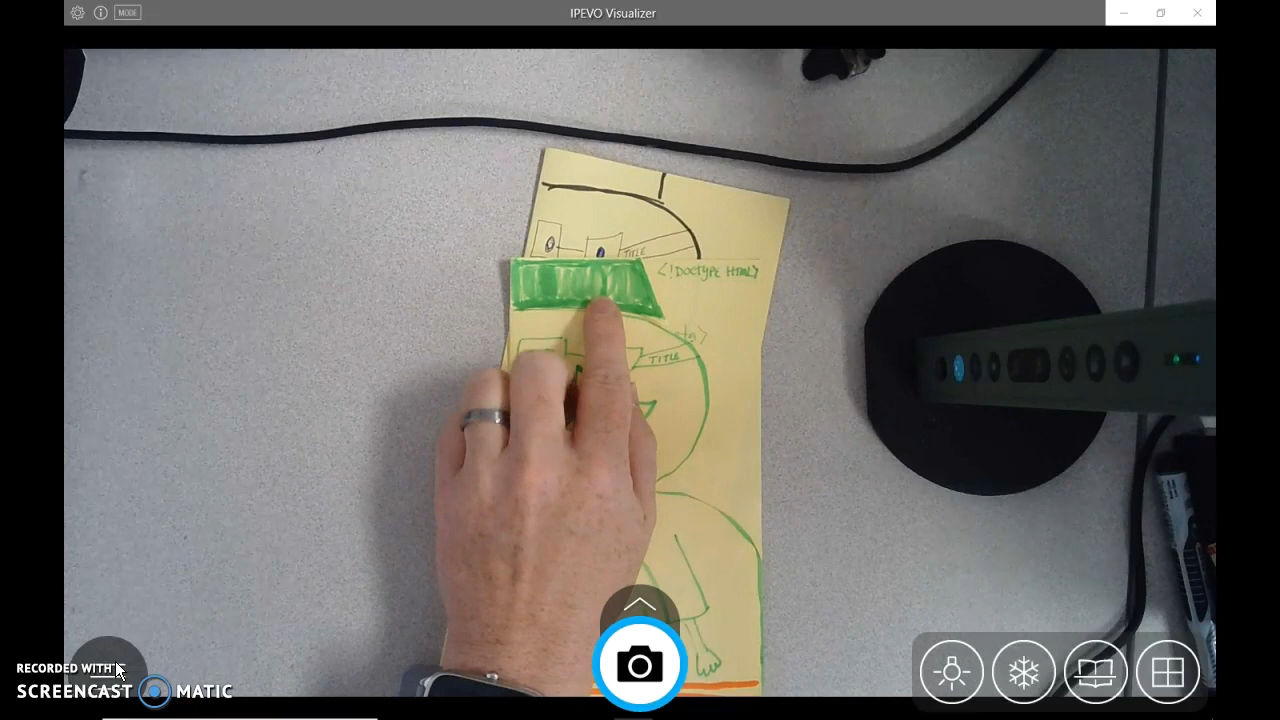 MODE
IPEVO Visualizer
TITLE
<!DOCTYPE HTML>
TITLE
RECORDED WITH
SCREENCAST MATIC